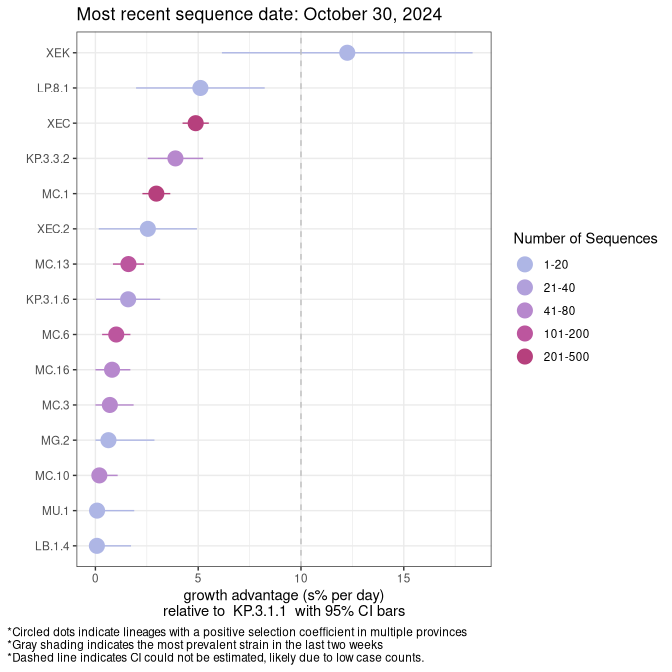 Most recent sequence date: October 30, 2024
XEK
LP.8.1
XEC
KP.3.3.2
MC.1
XEC.2
MC.13
KP.3.1.6
MC.6
MC.16
MC.3
MG.2
MC.10
MU.1
LB.1.4
0 5 10 15
growth advantage (s% per day)
relative to KP.3.1.1 with 95% CI bars
Number of Sequences
1-20
21-40
41-80
101-200
201-500
*Circled dots indicate lineages with a positive selection coefficient in multiple provinces
*Gray shading indicates the most prevalent strain in the last two weeks
*Dashed line indicates CI could not be estimated, likely due to low case counts.